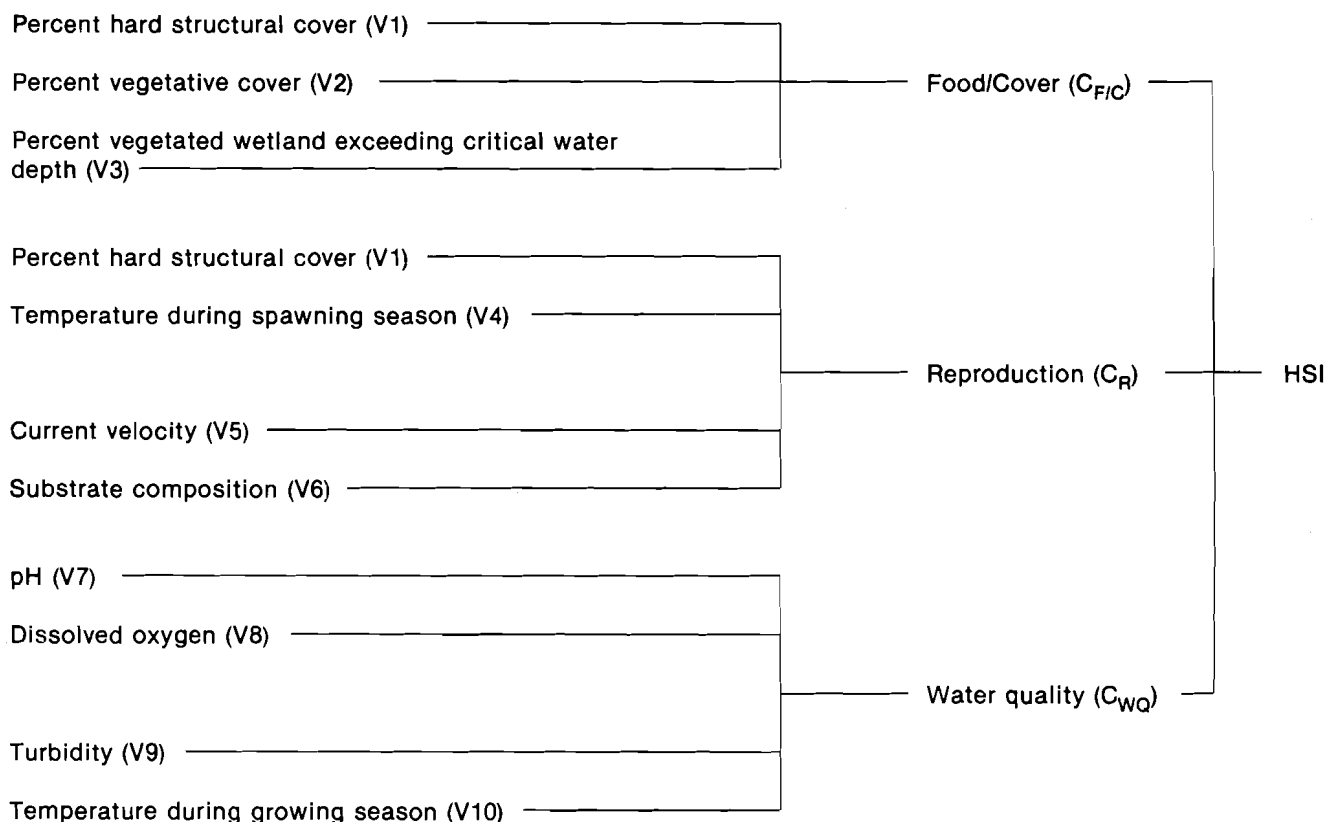 Percent hard structural cover (V1)
Percent vegetative cover (V2)
Food/Cover (C_F/C)
Percent vegetated wetland exceeding critical water
depth (V3)
Percent hard structural cover (V1)
Temperature during spawning season (V4)
Reproduction (C_R)
HSI
Current velocity (V5)
Substrate composition (V6)
pH (V7)
Dissolved oxygen (V8)
Water quality (C_WQ)
Turbidity (V9)
Temperature during growing season (V10)